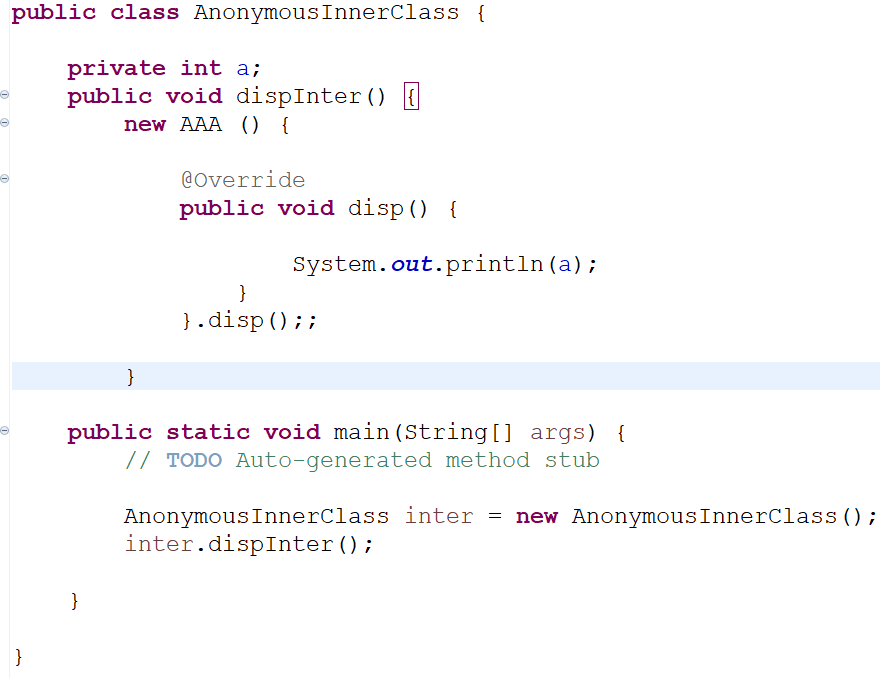 public class AnonymousInnerClass {
private int a;
public void dispInter() {
new AAA () {
@Override
public void disp() {
System.out.println(a);
}
}.disp();;
}
public static void main(String[] args) {
// TODO Auto-generated method stub
AnonymousInnerClass inter = new AnonymousInnerClass();
inter.dispInter();
}
}